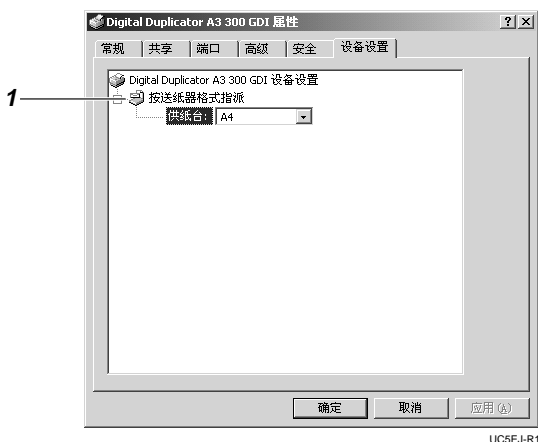 Digital Duplicator A3 300 GDI 属性
常规 共享 端口 高级 安全 设备设置
Digital Duplicator A3 300 GDI 设备设置
1
按送纸器格式指派
供纸台: A4
确定 取消 应用(A)
UC5EJ-R1